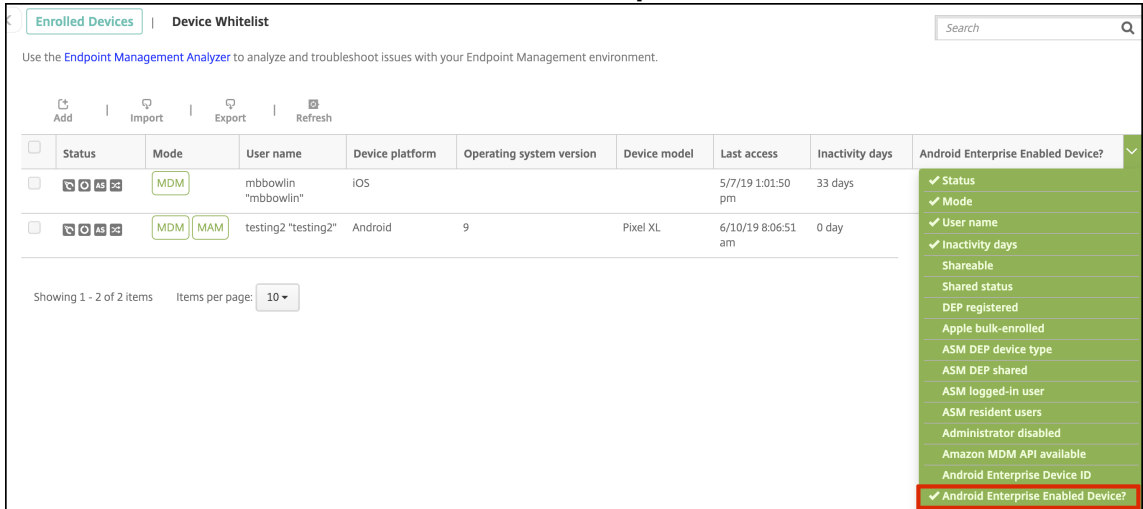 Enrolled Devices | Device Whitelist
Search
Use the Endpoint Management Analyzer to analyze and troubleshoot issues with your Endpoint Management environment.
Add | Import | Export | Refresh
Status Mode User name Device platform Operating system version Device model Last access Inactivity days Android Enterprise Enabled Device?
AS MDM mbbowlin iOS 5/7/19 1:01:50 33 days
"mbbowlin" pm
AS MDM MAM testing2 "testing2" Android 9 Pixel XL 6/10/19 8:06:51 0 day
am
Showing 1 - 2 of 2 items Items per page: 10
Status
Mode
User name
Inactivity days
Shareable
Shared status
DEP registered
Apple bulk-enrolled
ASM DEP device type
ASM DEP shared
ASM logged-in user
ASM resident users
Administrator disabled
Amazon MDM API available
Android Enterprise Device ID
Android Enterprise Enabled Device?